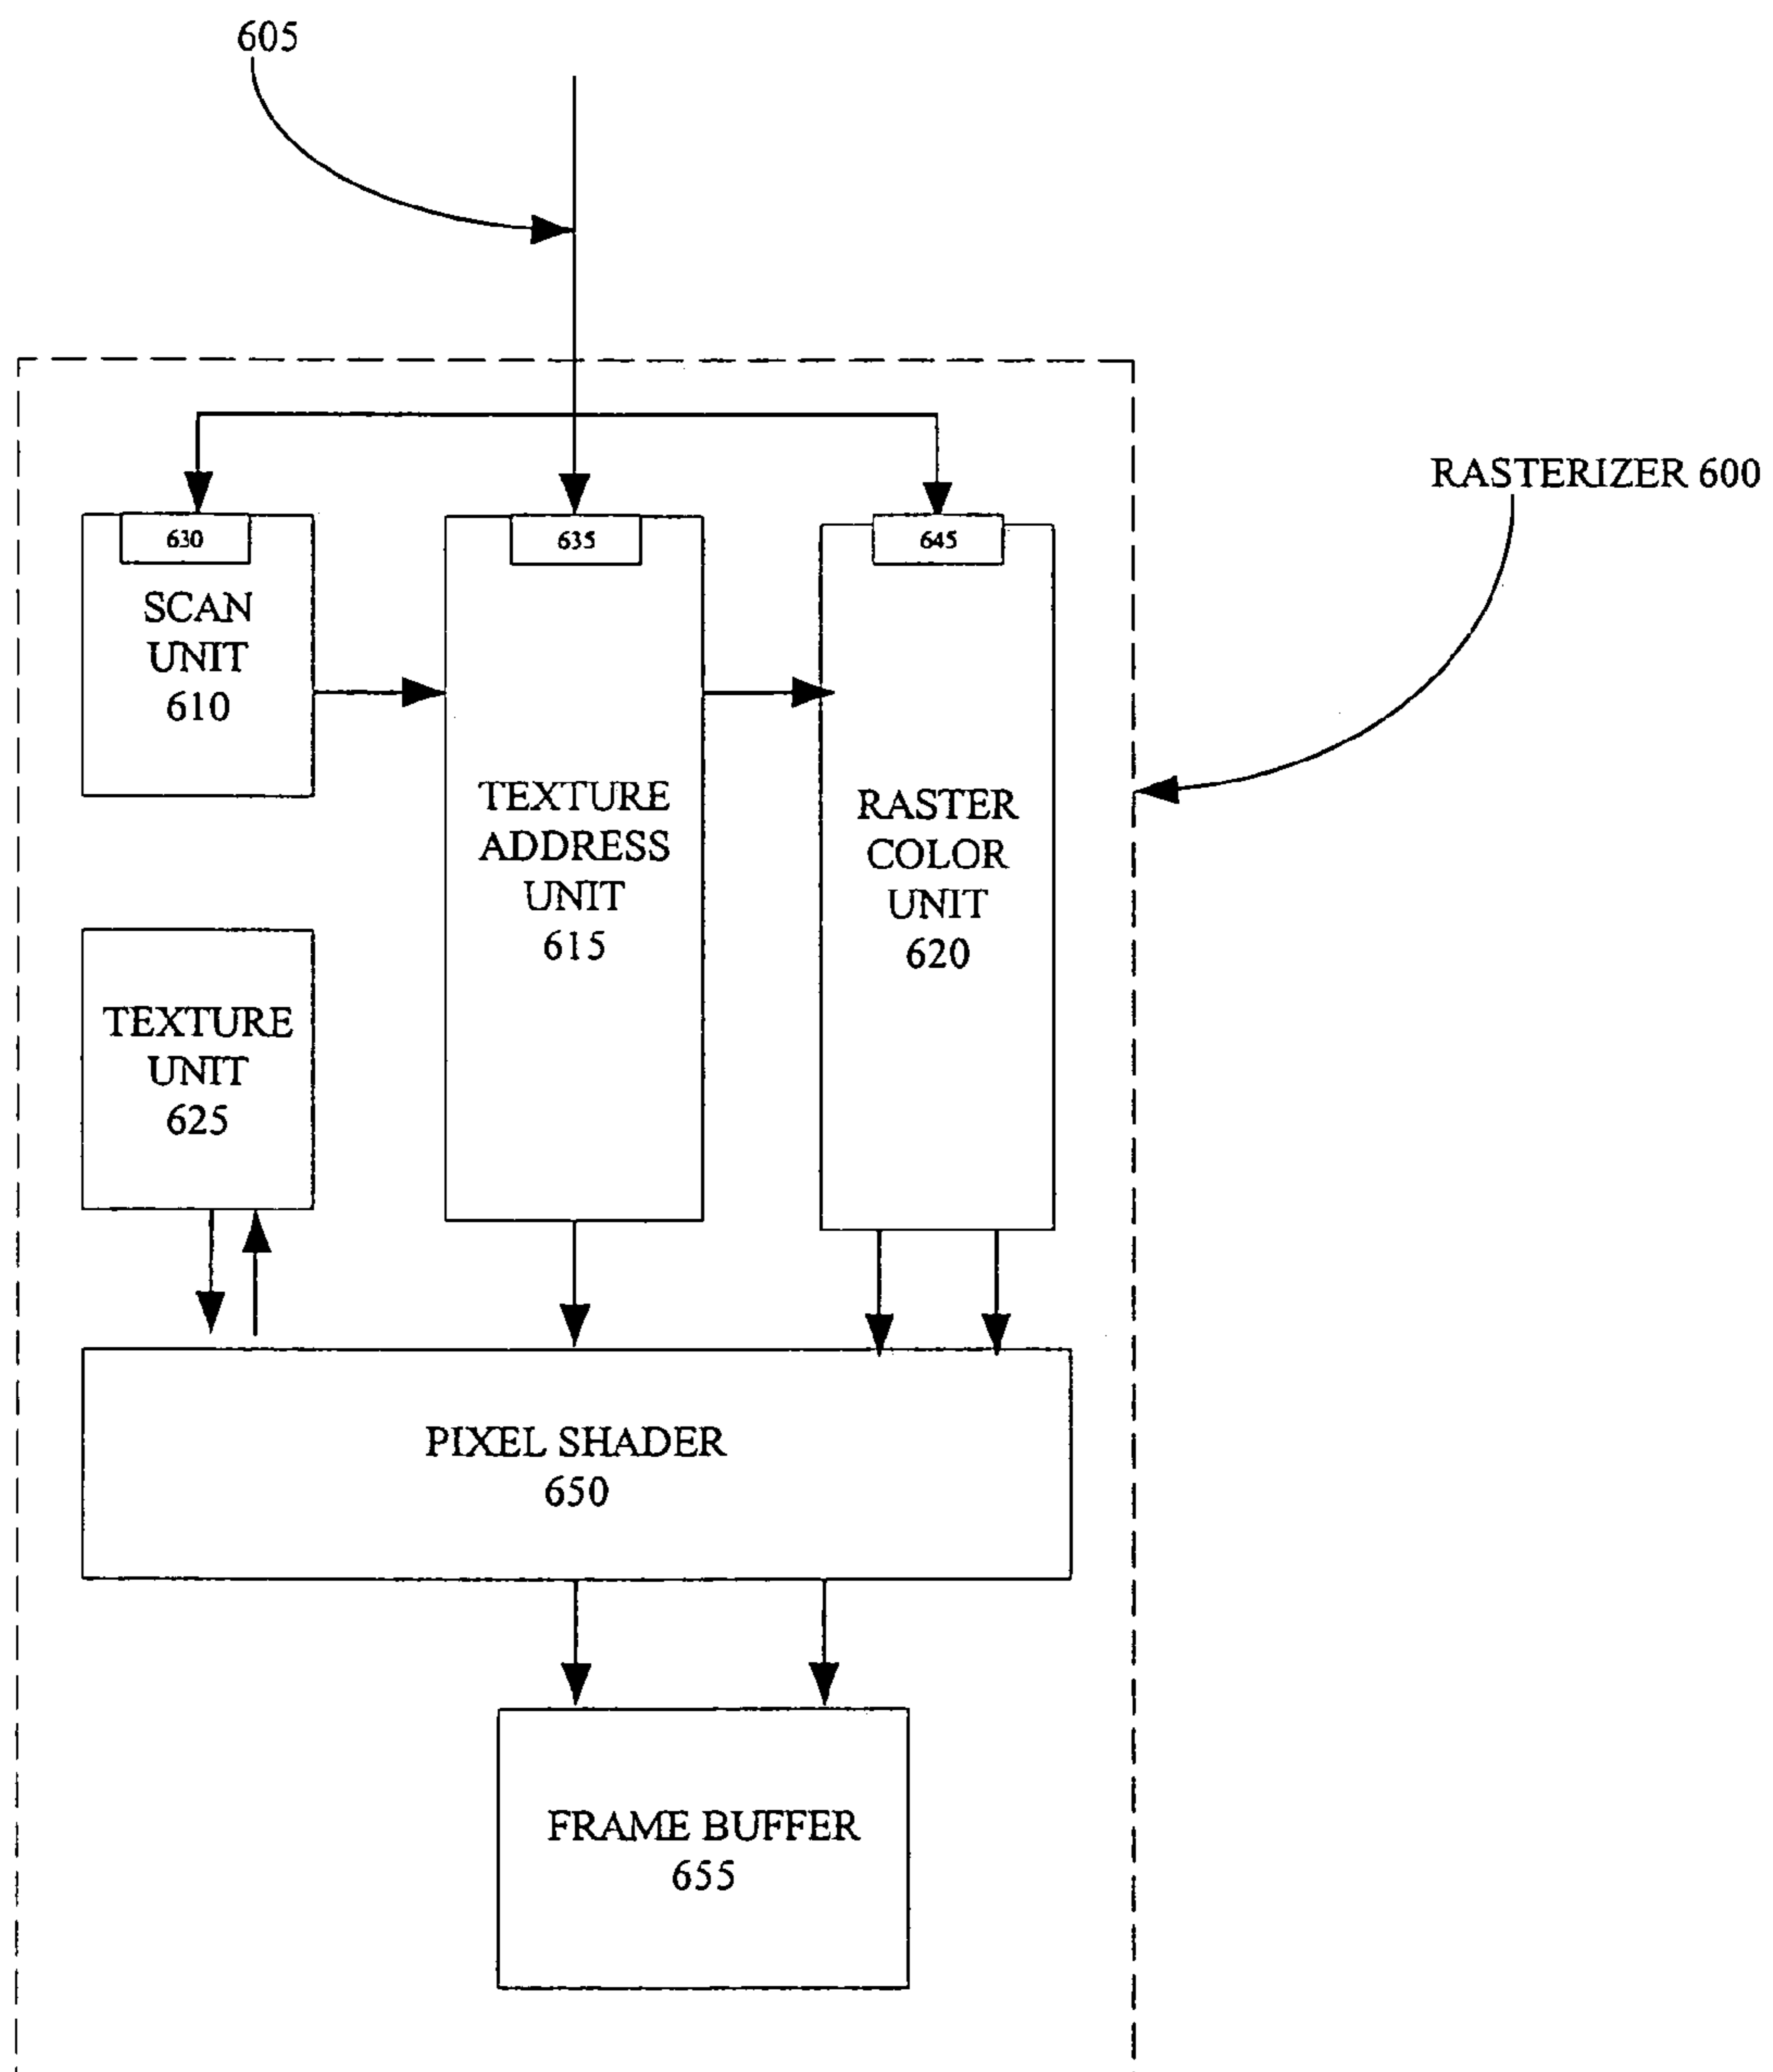 605
RASTERIZER 600
630
635
645
SCAN
UNIT
610
TEXTURE
ADDRESS
UNIT
615
RASTER
COLOR
UNIT
620
TEXTURE
UNIT
625
PIXEL SHADER
650
FRAME BUFFER
655